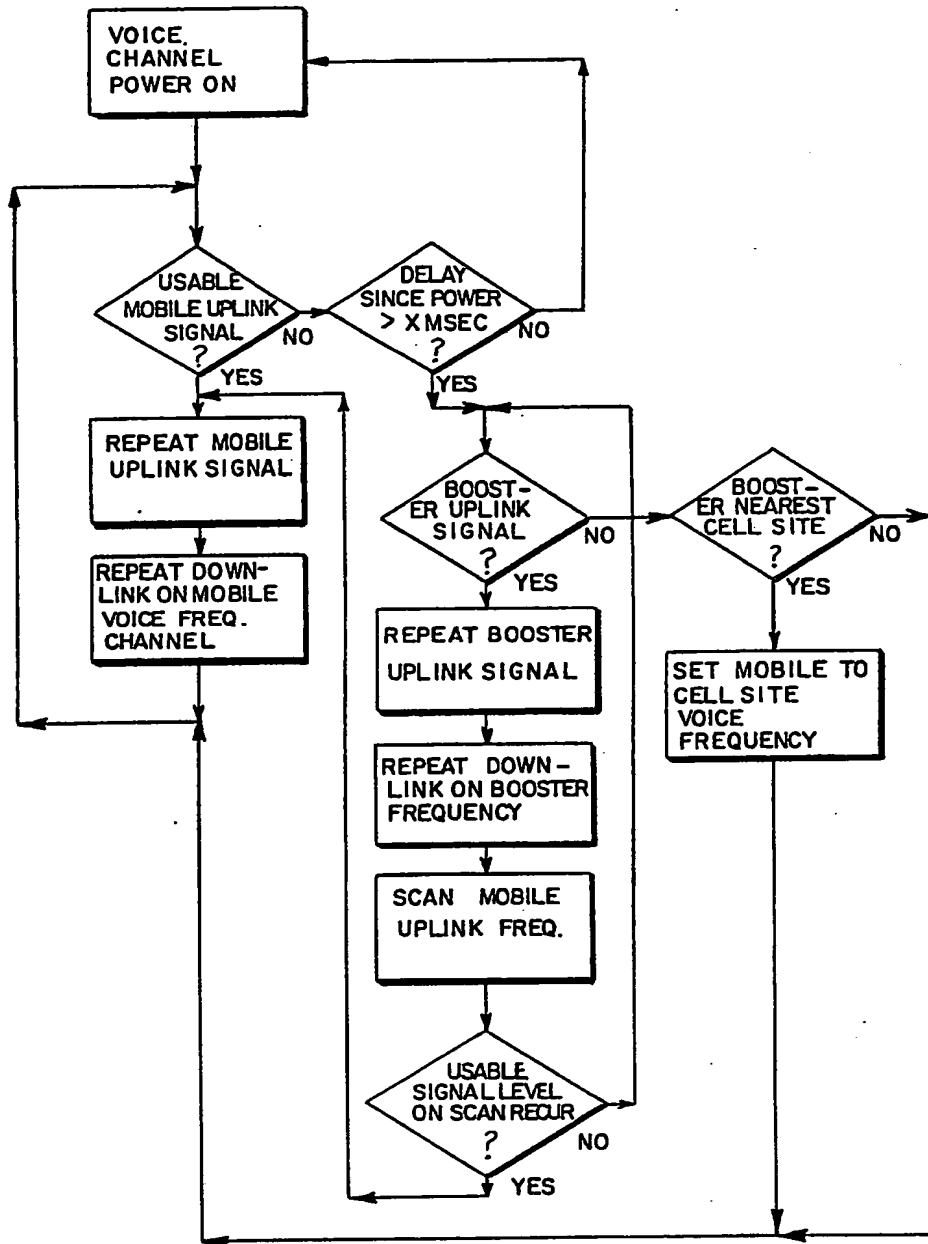 VOICE.
CHANNEL
POWER ON
USABLE
MOBILE UPLINK
SIGNAL
?
NO
YES
DELAY
SINCE POWER
> X MSEC
?
NO
YES
REPEAT MOBILE
UPLINK SIGNAL
REPEAT DOWN-
LINK ON MOBILE
VOICE FREQ.
CHANNEL
BOOST-
ER UPLINK
SIGNAL
?
NO
YES
BOOST-
ER NEAREST
CELL SITE
?
NO
YES
REPEAT BOOSTER
UPLINK SIGNAL
SET MOBILE TO
CELL SITE
VOICE
FREQUENCY
REPEAT DOWN-
LINK ON BOOSTER
FREQUENCY
SCAN MOBILE
UPLINK FREQ.
USABLE
SIGNAL LEVEL
ON SCAN RECUR
?
NO
YES